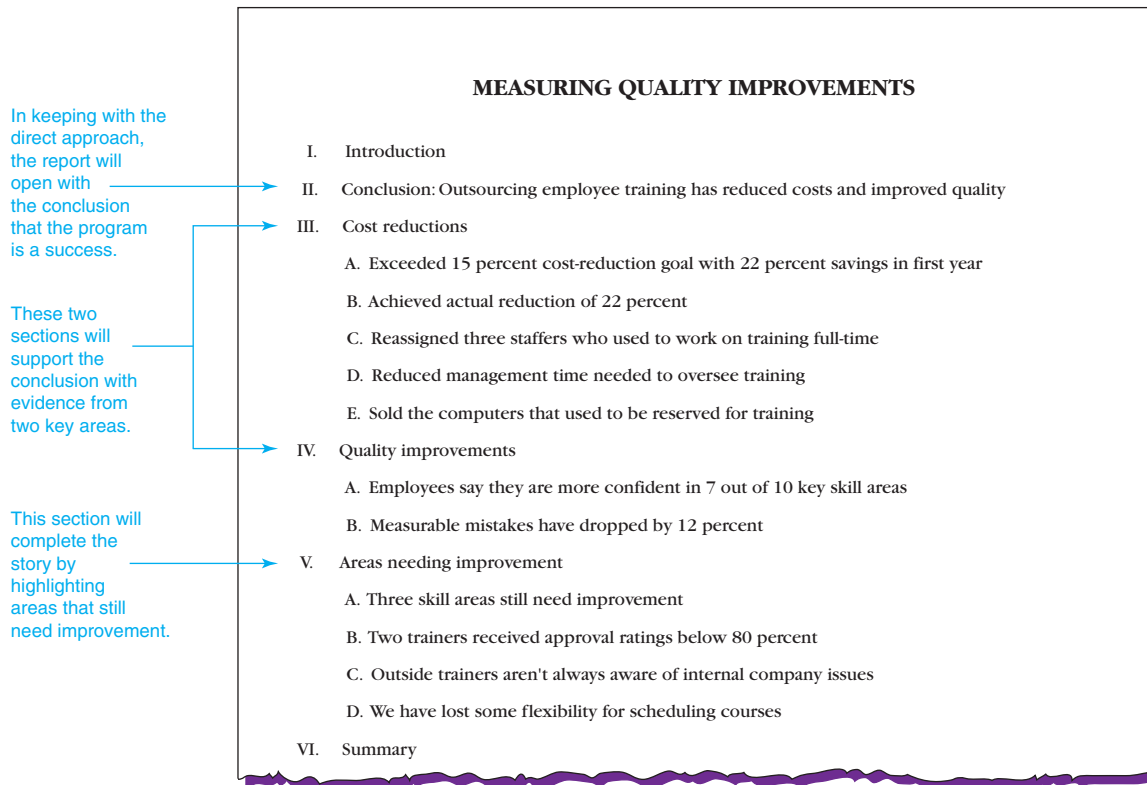 MEASURING QUALITY IMPROVEMENTS
In keeping with the
direct approach,
the report will
open with
the conclusion
that the program
is a success.
These two
sections will
support the
conclusion with
evidence from
two key areas.
This section will
complete the
story by
highlighting
areas that still
need improvement.
I. Introduction
II. Conclusion: Outsourcing employee training has reduced costs and improved quality
III. Cost reductions
A. Exceeded 15 percent cost-reduction goal with 22 percent savings in first year
B. Achieved actual reduction of 22 percent
C. Reassigned three staffers who used to work on training full-time
D. Reduced management time needed to oversee training
E. Sold the computers that used to be reserved for training
IV. Quality improvements
A. Employees say they are more confident in 7 out of 10 key skill areas
B. Measurable mistakes have dropped by 12 percent
V. Areas needing improvement
A. Three skill areas still need improvement
B. Two trainers received approval ratings below 80 percent
C. Outside trainers aren't always aware of internal company issues
D. We have lost some flexibility for scheduling courses
VI. Summary